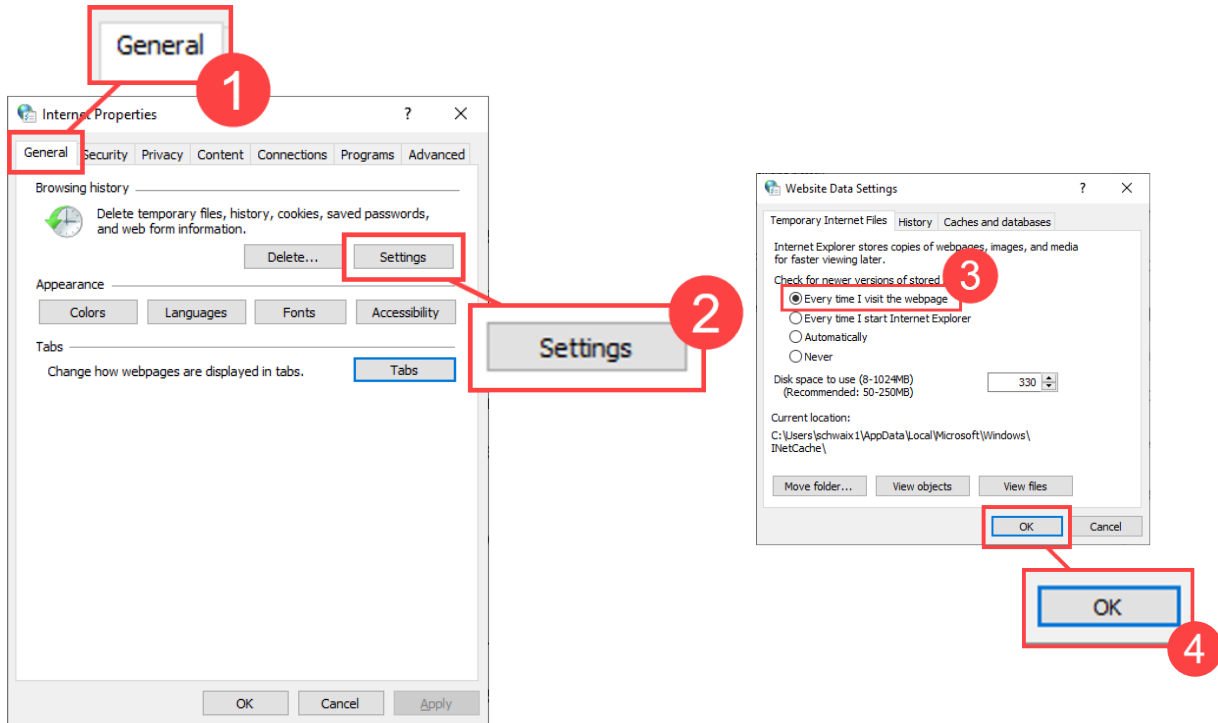 General
1
Internet Properties
?
General Security Privacy Content Connections Programs Advanced
Browsing history
Delete temporary files, history, cookies, saved passwords,
and web form information.
Delete... Settings
Appearance
Colors Languages Fonts Accessibility
Tabs
Change how webpages are displayed in tabs. Tabs
OK Cancel Apply
2
Settings
Website Data Settings
?
Temporary Internet Files History Caches and databases
Internet Explorer stores copies of webpages, images, and media
for faster viewing later.
3
Check for newer versions of stored
Every time I visit the webpage
Every time I start Internet Explorer
Automatically
Never
Disk space to use (8-1024MB) 330
(Recommended: 50-250MB)
Current location:
C:\Users\schwaix1\AppData\Local\Microsoft\Windows\
INetCache\
Move folder... View objects View files
OK Cancel
OK
4